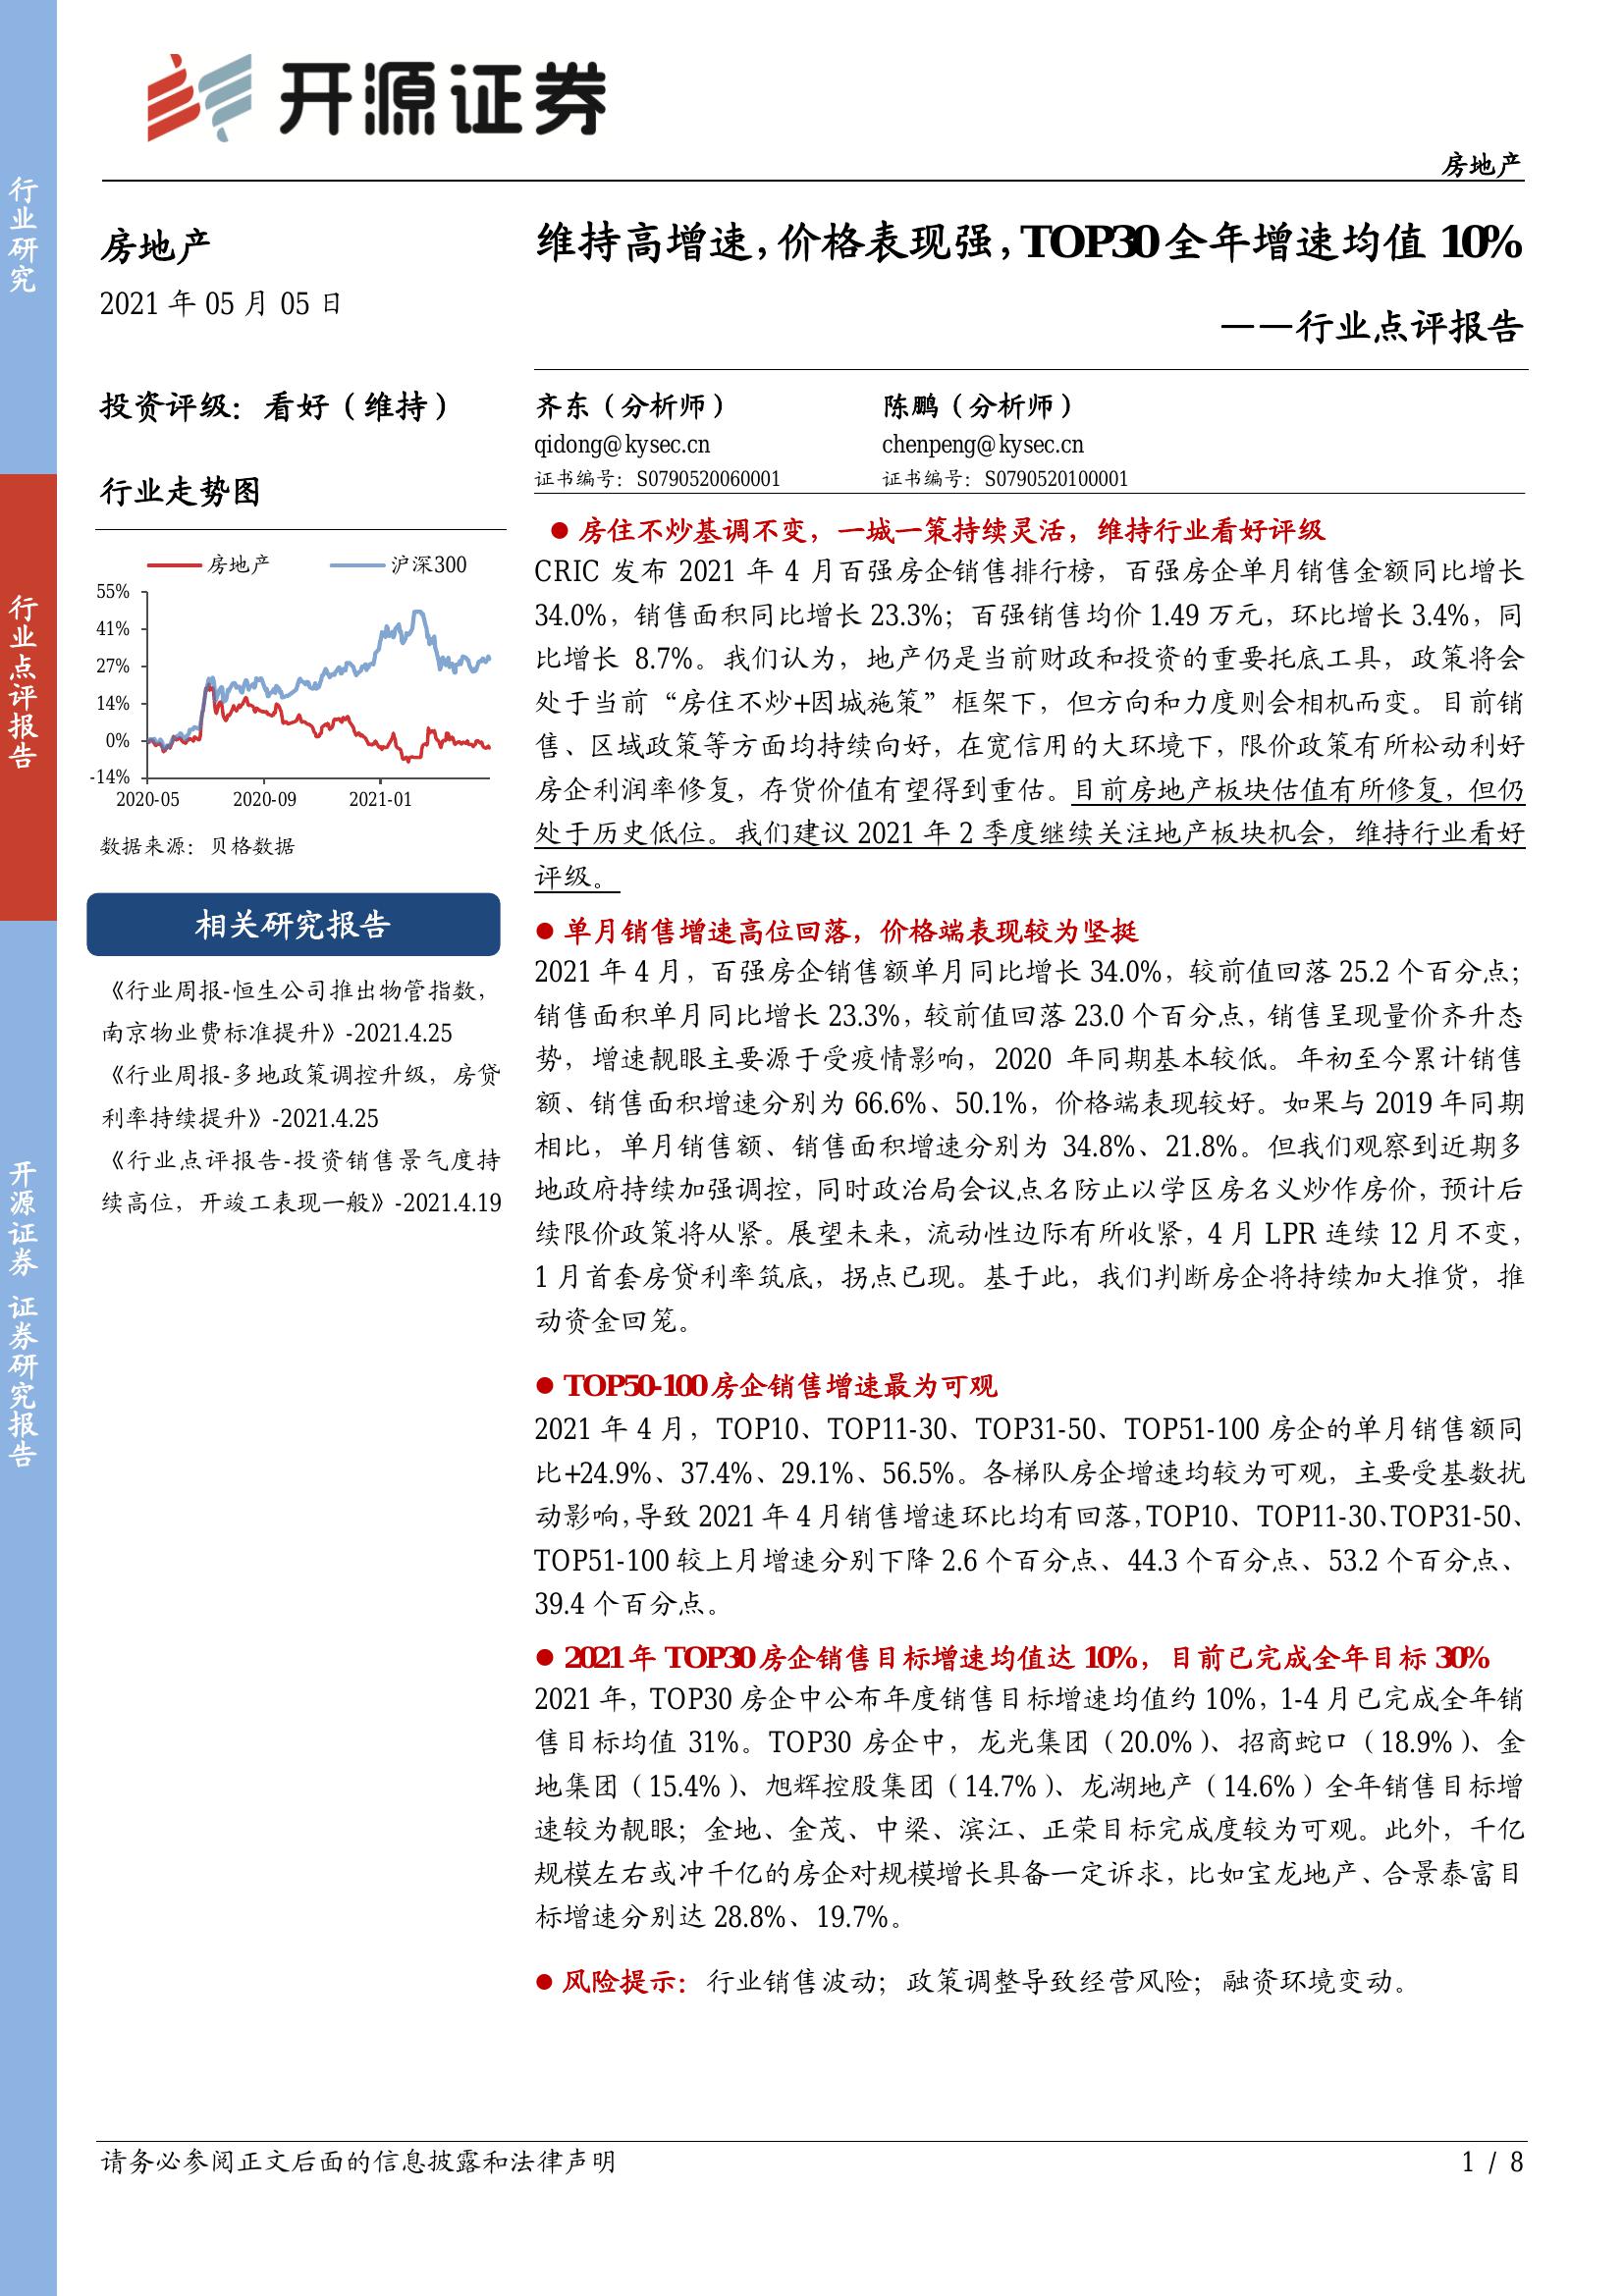 开源证券
房地产
行业研究
行业点评报告
开源证券 证券研究报告
房地产
2021 年 05 月 05 日
投资评级：看好（维持）
行业走势图
房地产 沪深300
55%
41%
27%
14%
0%
-14%
2020-05 2020-09 2021-01
数据来源：贝格数据
相关研究报告
《行业周报-恒生公司推出物管指数，
南京物业费标准提升》-2021.4.25
《行业周报-多地政策调控升级，房贷
利率持续提升》-2021.4.25
《行业点评报告-投资销售景气度持
续高位，开竣工表现一般》-2021.4.19
维持高增速，价格表现强，TOP30 全年增速均值 10%
——行业点评报告
齐东（分析师） 陈鹏（分析师）
qidong@kysec.cn chenpeng@kysec.cn
证书编号：S0790520060001 证书编号：S0790520100001
● 房住不炒基调不变，一城一策持续灵活，维持行业看好评级
CRIC 发布 2021 年 4 月百强房企销售排行榜，百强房企单月销售金额同比增长
34.0%，销售面积同比增长 23.3%；百强销售均价 1.49 万元，环比增长 3.4%，同
比增长 8.7%。我们认为，地产仍是当前财政和投资的重要托底工具，政策将会
处于当前“房住不炒+因城施策”框架下，但方向和力度则会相机而变。目前销
售、区域政策等方面均持续向好，在宽信用的大环境下，限价政策有所松动利好
房企利润率修复，存货价值有望得到重估。目前房地产板块估值有所修复，但仍
处于历史低位。我们建议 2021 年 2 季度继续关注地产板块机会，维持行业看好
评级。
● 单月销售增速高位回落，价格端表现较为坚挺
2021 年 4 月，百强房企销售额单月同比增长 34.0%，较前值回落 25.2 个百分点；
销售面积单月同比增长 23.3%，较前值回落 23.0 个百分点，销售呈现量价齐升态
势，增速靓眼主要源于受疫情影响，2020 年同期基本较低。年初至今累计销售
额、销售面积增速分别为 66.6%、50.1%，价格端表现较好。如果与 2019 年同期
相比，单月销售额、销售面积增速分别为 34.8%、21.8%。但我们观察到近期多
地政府持续加强调控，同时政治局会议点名防止以学区房名义炒作房价，预计后
续限价政策将从紧。展望未来，流动性边际有所收紧，4 月 LPR 连续 12 月不变，
1 月首套房贷利率筑底，拐点已现。基于此，我们判断房企将持续加大推货，推
动资金回笼。
● TOP50-100 房企销售增速最为可观
2021 年 4 月，TOP10、TOP11-30、TOP31-50、TOP51-100 房企的单月销售额同
比+24.9%、37.4%、29.1%、56.5%。各梯队房企增速均较为可观，主要受基数扰
动影响，导致 2021 年 4 月销售增速环比均有回落，TOP10、TOP11-30、TOP31-50、
TOP51-100 较上月增速分别下降 2.6 个百分点、44.3 个百分点、53.2 个百分点、
39.4 个百分点。
● 2021 年 TOP30 房企销售目标增速均值达 10%，目前已完成全年目标 30%
2021 年，TOP30 房企中公布年度销售目标增速均值约 10%，1-4 月已完成全年销
售目标均值 31%。TOP30 房企中，龙光集团（20.0%）、招商蛇口（18.9%）、金
地集团（15.4%）、旭辉控股集团（14.7%）、龙湖地产（14.6%）全年销售目标增
速较为靓眼；金地、金茂、中梁、滨江、正荣目标完成度较为可观。此外，千亿
规模左右或冲千亿的房企对规模增长具备一定诉求，比如宝龙地产、合景泰富目
标增速分别达 28.8%、19.7%。
● 风险提示：行业销售波动；政策调整导致经营风险；融资环境变动。
请务必参阅正文后面的信息披露和法律声明 1 / 8